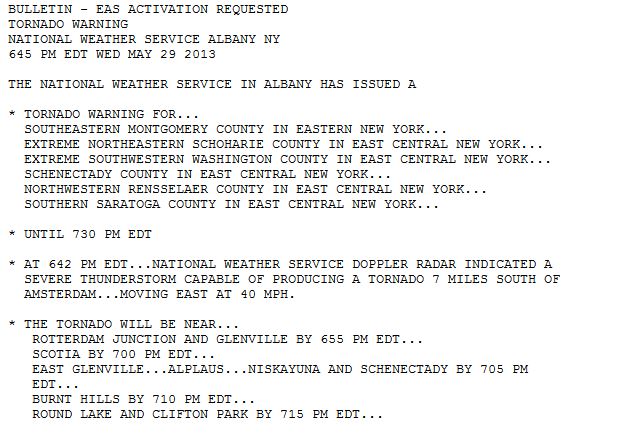 BULLETIN - EAS ACTIVATION REQUESTED
TORNADO WARNING
NATIONAL WEATHER SERVICE ALBANY NY
645 PM EDT WED MAY 29 2013
THE NATIONAL WEATHER SERVICE IN ALBANY HAS ISSUED A
* TORNADO WARNING FOR...
SOUTHEASTERN MONTGOMERY COUNTY IN EASTERN NEW YORK...
EXTREME NORTHEASTERN SCHOHARIE COUNTY IN EAST CENTRAL NEW YORK...
EXTREME SOUTHWESTERN WASHINGTON COUNTY IN EAST CENTRAL NEW YORK...
SCHENECTADY COUNTY IN EAST CENTRAL NEW YORK...
NORTHWESTERN RENSSELAER COUNTY IN EAST CENTRAL NEW YORK...
SOUTHERN SARATOGA COUNTY IN EAST CENTRAL NEW YORK...
* UNTIL 730 PM EDT
* AT 642 PM EDT...NATIONAL WEATHER SERVICE DOPPLER RADAR INDICATED A
SEVERE THUNDERSTORM CAPABLE OF PRODUCING A TORNADO 7 MILES SOUTH OF
AMSTERDAM...MOVING EAST AT 40 MPH.
* THE TORNADO WILL BE NEAR...
ROTTERDAM JUNCTION AND GLENVILLE BY 655 PM EDT...
SCOTIA BY 700 PM EDT...
EAST GLENVILLE...ALPLAUS...NISKAYUNA AND SCHENECTADY BY 705 PM
EDT...
BURNT HILLS BY 710 PM EDT...
ROUND LAKE AND CLIFTON PARK BY 715 PM EDT...